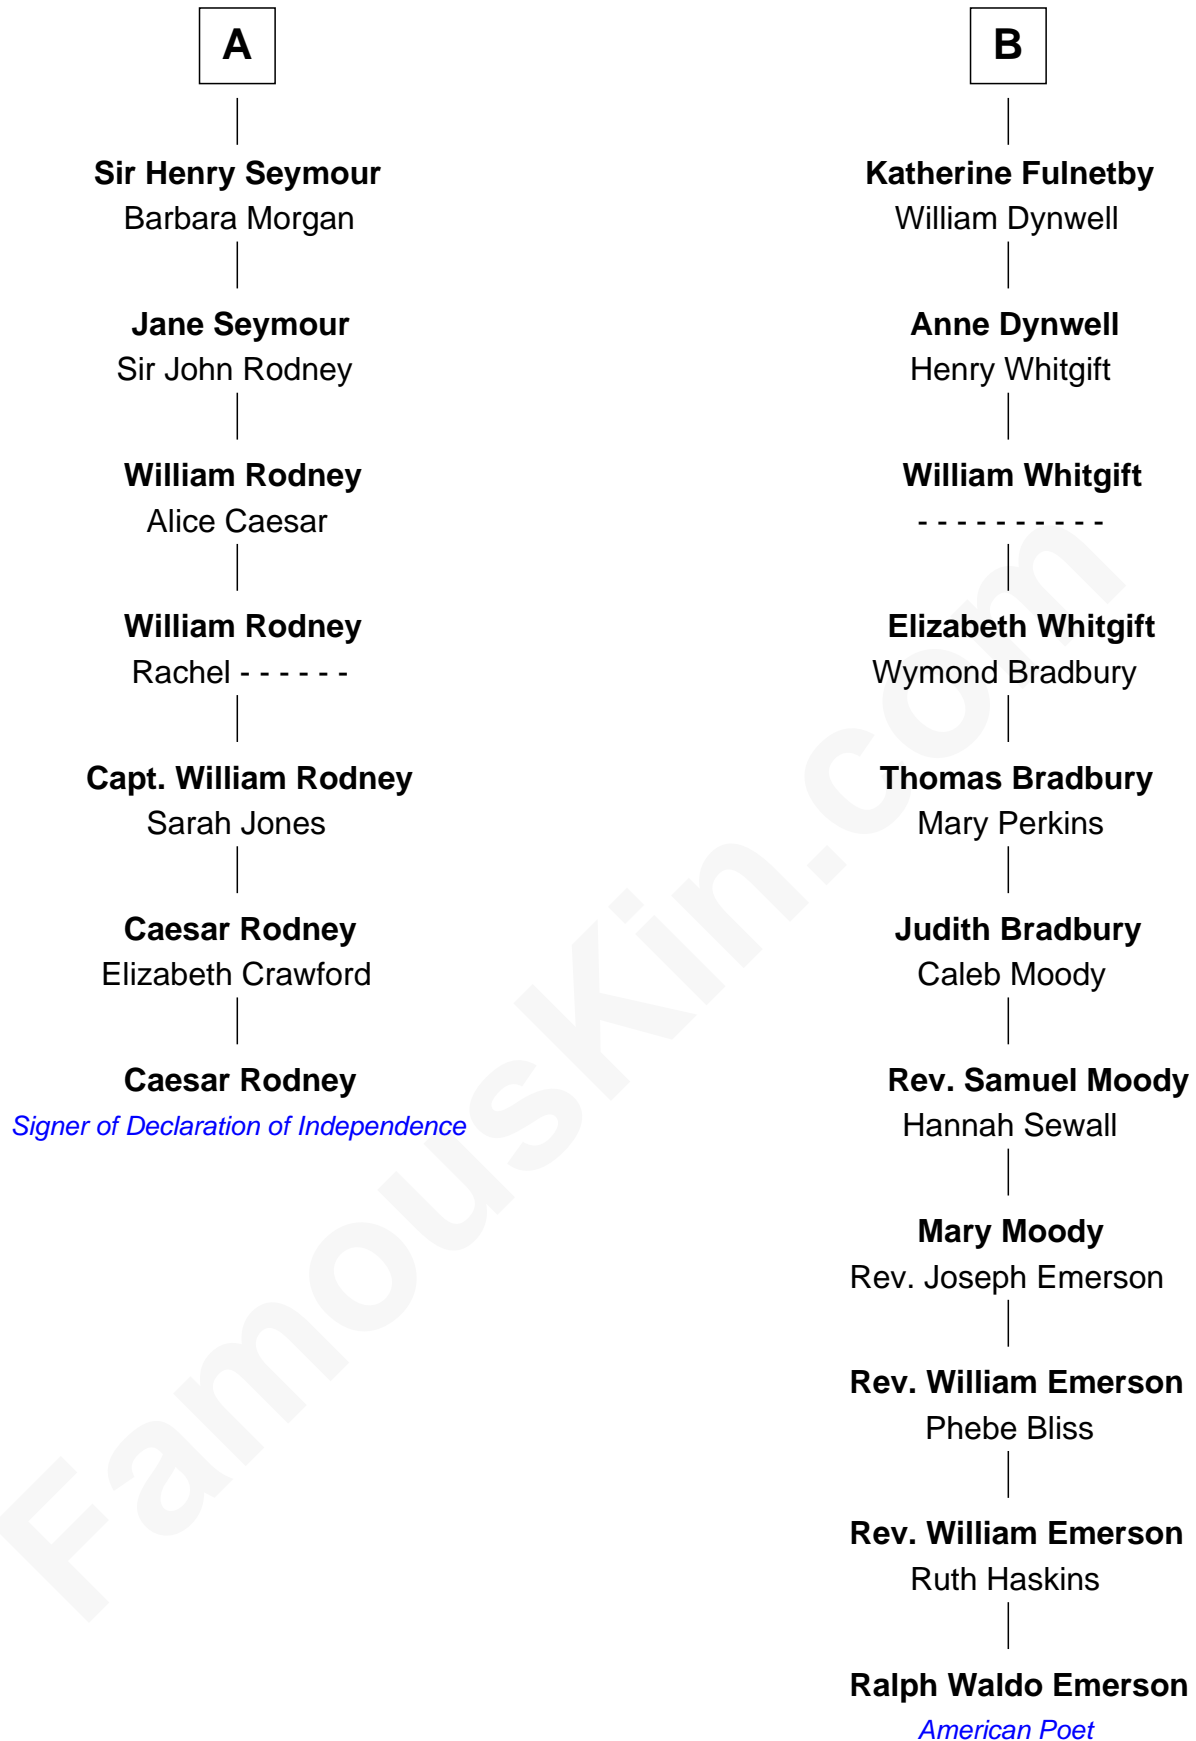 A
Sir Henry Seymour
Barbara Morgan
Jane Seymour
Sir John Rodney
William Rodney
Alice Caesar
William Rodney
Rachel - - - - - -
Capt. William Rodney
Sarah Jones
Caesar Rodney
Elizabeth Crawford
Caesar Rodney
Signer of Declaration of Independence
B
Katherine Fulnetby
William Dynwell
Anne Dynwell
Henry Whitgift
William Whitgift
- - - - - - - - - -
Elizabeth Whitgift
Wymond Bradbury
Thomas Bradbury
Mary Perkins
Judith Bradbury
Caleb Moody
Rev. Samuel Moody
Hannah Sewall
Mary Moody
Rev. Joseph Emerson
Rev. William Emerson
Phebe Bliss
Rev. William Emerson
Ruth Haskins
Ralph Waldo Emerson
American Poet
FamousKin.com